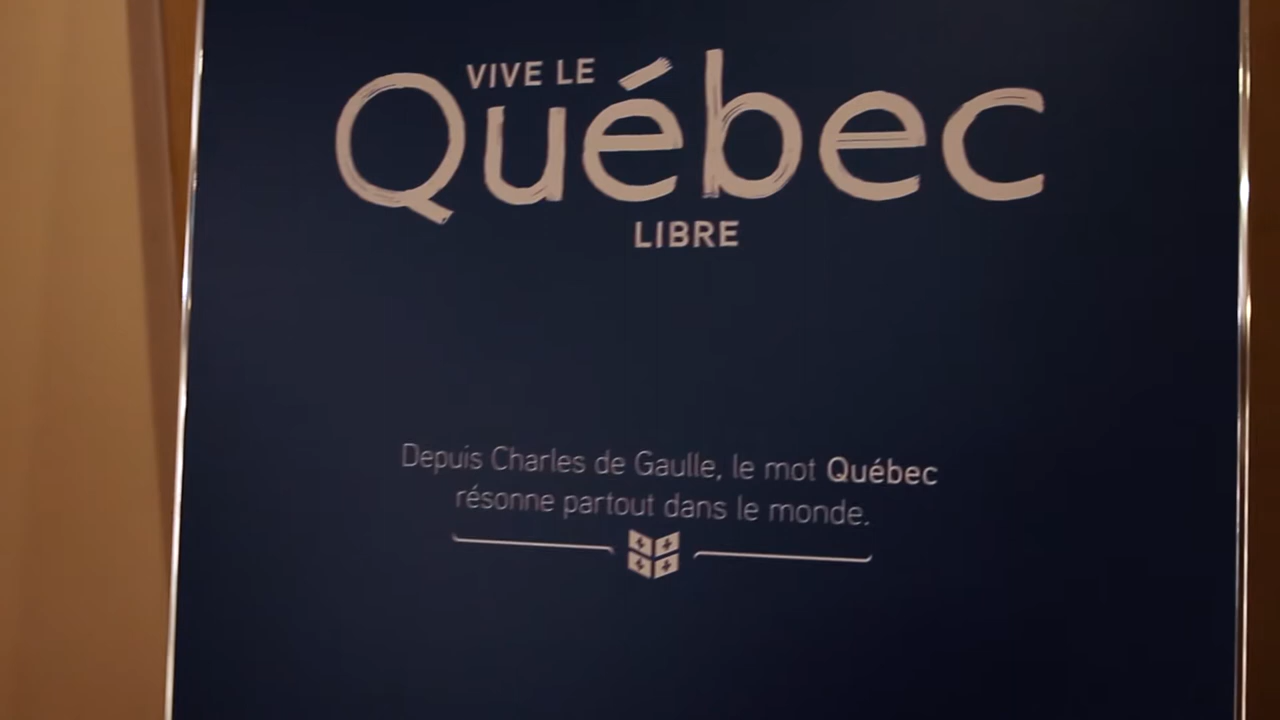 VIVE LE
Québec
LIBRE
Depuis Charles de Gaulle, le mot Québec
résonne partout dans le monde.